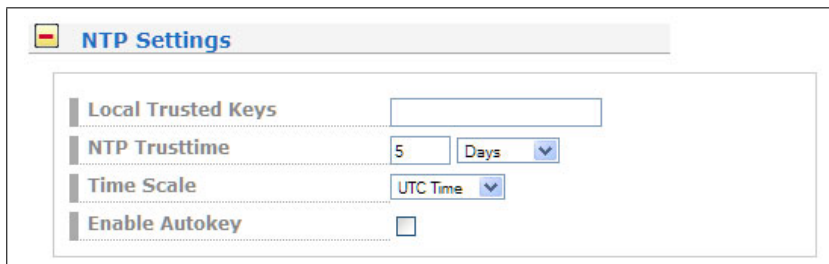 NTP Settings
Local Trusted Keys
NTP Trusttime 5 Days
Time Scale UTC Time
Enable Autokey